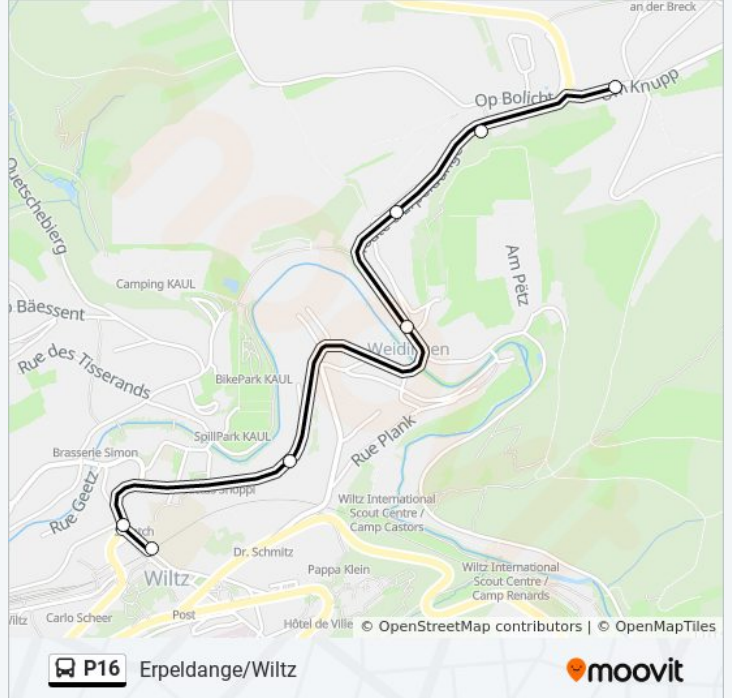 an der Breck
Op Bolicht
Um Knupp
Quetschebierg
Am Pëtz
Camping KAUL
Bäessent
Rue des Tisserands
Weidingen
BikePark KAUL
SpillPark KAUL
Rue Plank
Brasserie Simon
Rue Geetz
Shoppi
Wiltz International
Scout Centre /
Camp Castors
Dr. Schmitz
Wiltz International
Scout Centre /
Camp Renards
Pappa Klein
Wiltz
Carlo Scheer
Post
Hôtel de Ville
© OpenStreetMap contributors | © OpenMapTiles
P16 Erpeldange/Wiltz
moovit